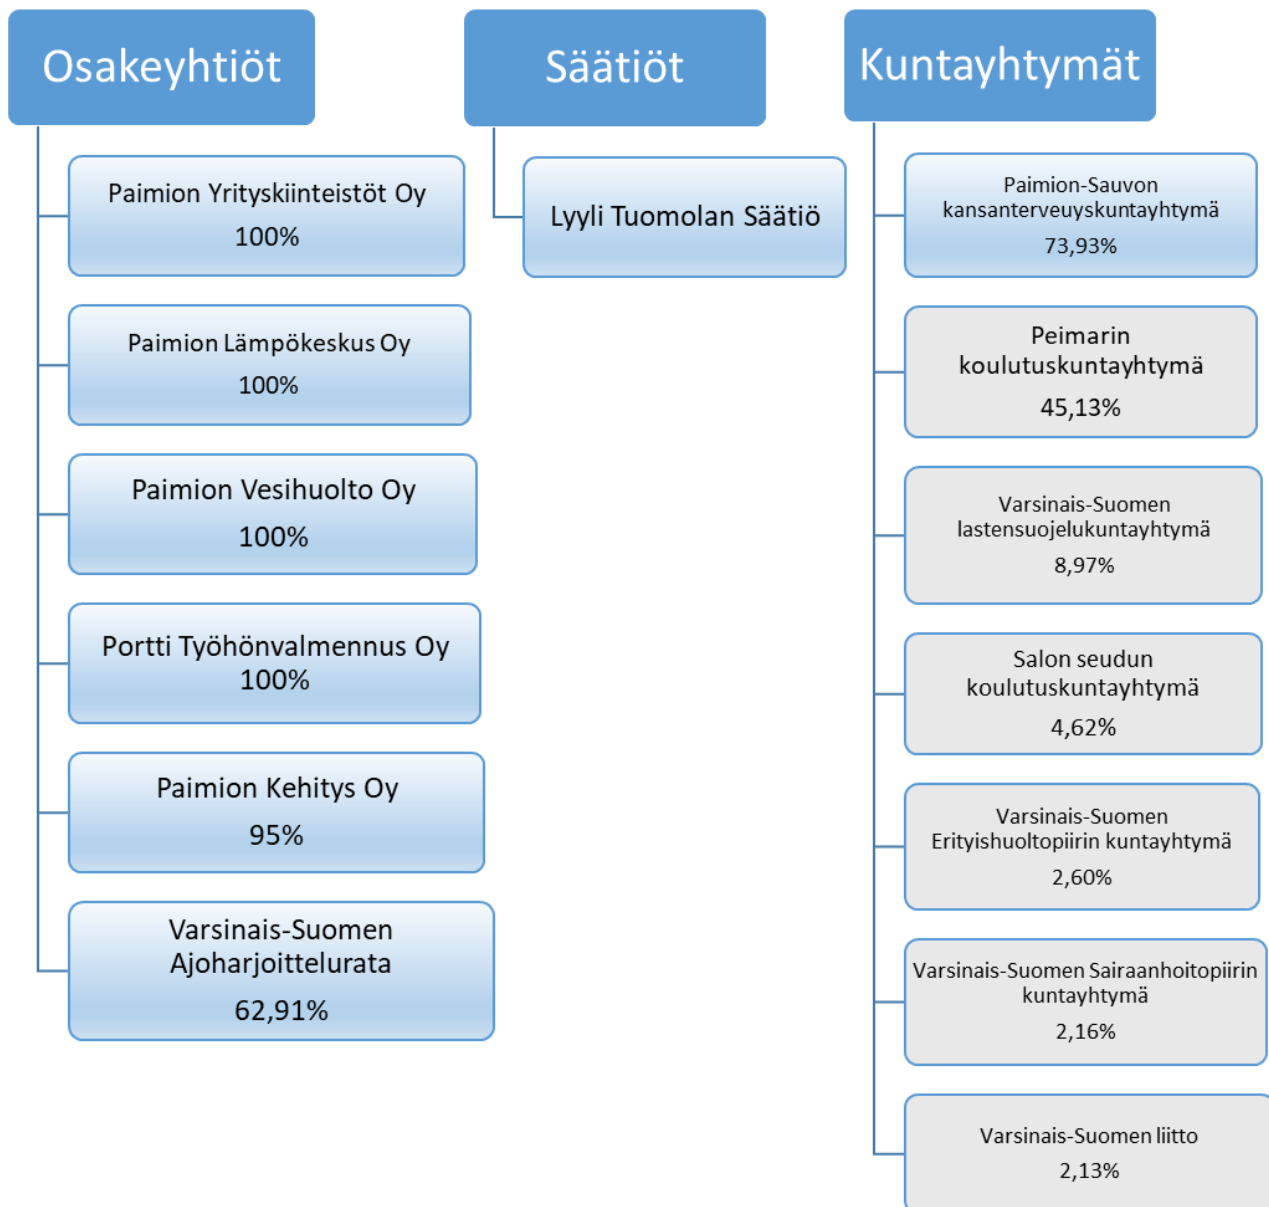 Osakeyhtiöt
Paimion Yrityskiinteistöt Oy
100%
Paimion Lämpökeskus Oy
100%
Paimion Vesihuolto Oy
100%
Portti Työhönvalmennus Oy
100%
Paimion Kehitys Oy
95%
Varsinais-Suomen
Ajoharjoittelurata
62,91%
Säätiöt
Lyyli Tuomolan Säätiö
Kuntayhtymät
Paimion-Sauvon
kansanterveuyskuntayhtymä
73,93%
Peimarin
koulutuskuntayhtymä
45,13%
Varsinais-Suomen
lastensuojelukuntayhtymä
8,97%
Salon seudun
koulutuskuntayhtymä
4,62%
Varsinais-Suomen
Erityishuoltopiirin kuntayhtymä
2,60%
Varsinais-Suomen Sairaanhoitopiirin
kuntayhtymä
2,16%
Varsinais-Suomen liitto
2,13%